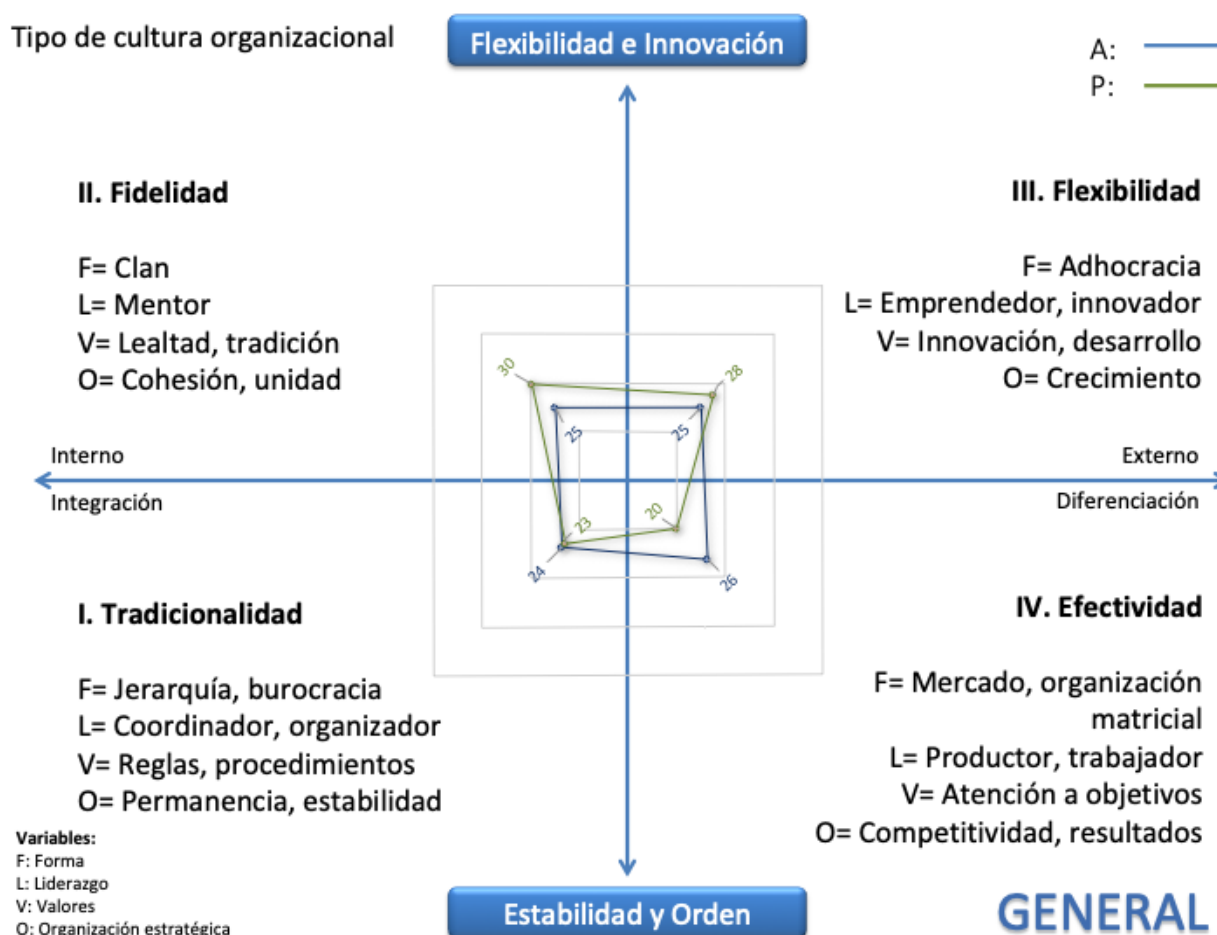 Tipo de cultura organizacional
Flexibilidad e Innovación
A:
P:
II. Fidelidad
F= Clan
L= Mentor
V= Lealtad, tradición
O= Cohesión, unidad
III. Flexibilidad
F= Adhocracia
L= Emprendedor, innovador
V= Innovación, desarrollo
O= Crecimiento
30
28
25
25
Interno
Integración
Externo
Diferenciación
23
20
24
26
I. Tradicionalidad
F= Jerarquía, burocracia
L= Coordinador, organizador
V= Reglas, procedimientos
O= Permanencia, estabilidad
IV. Efectividad
F= Mercado, organización
matricial
L= Productor, trabajador
V= Atención a objetivos
O= Competitividad, resultados
Variables:
F: Forma
L: Liderazgo
V: Valores
O: Organización estratégica
Estabilidad y Orden
GENERAL